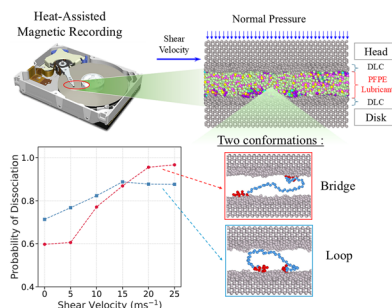 Heat-Assisted
Magnetic Recording
Shear
Velocity
Normal Pressure
Head
DLC
PFPE
Lubricant
DLC
Disk
Two conformations :
Bridge
Loop
Probability of Dissociation
1.0
0.8
0.6
0.4
0 5 10 15 20 25
Shear Velocity (ms⁻¹)